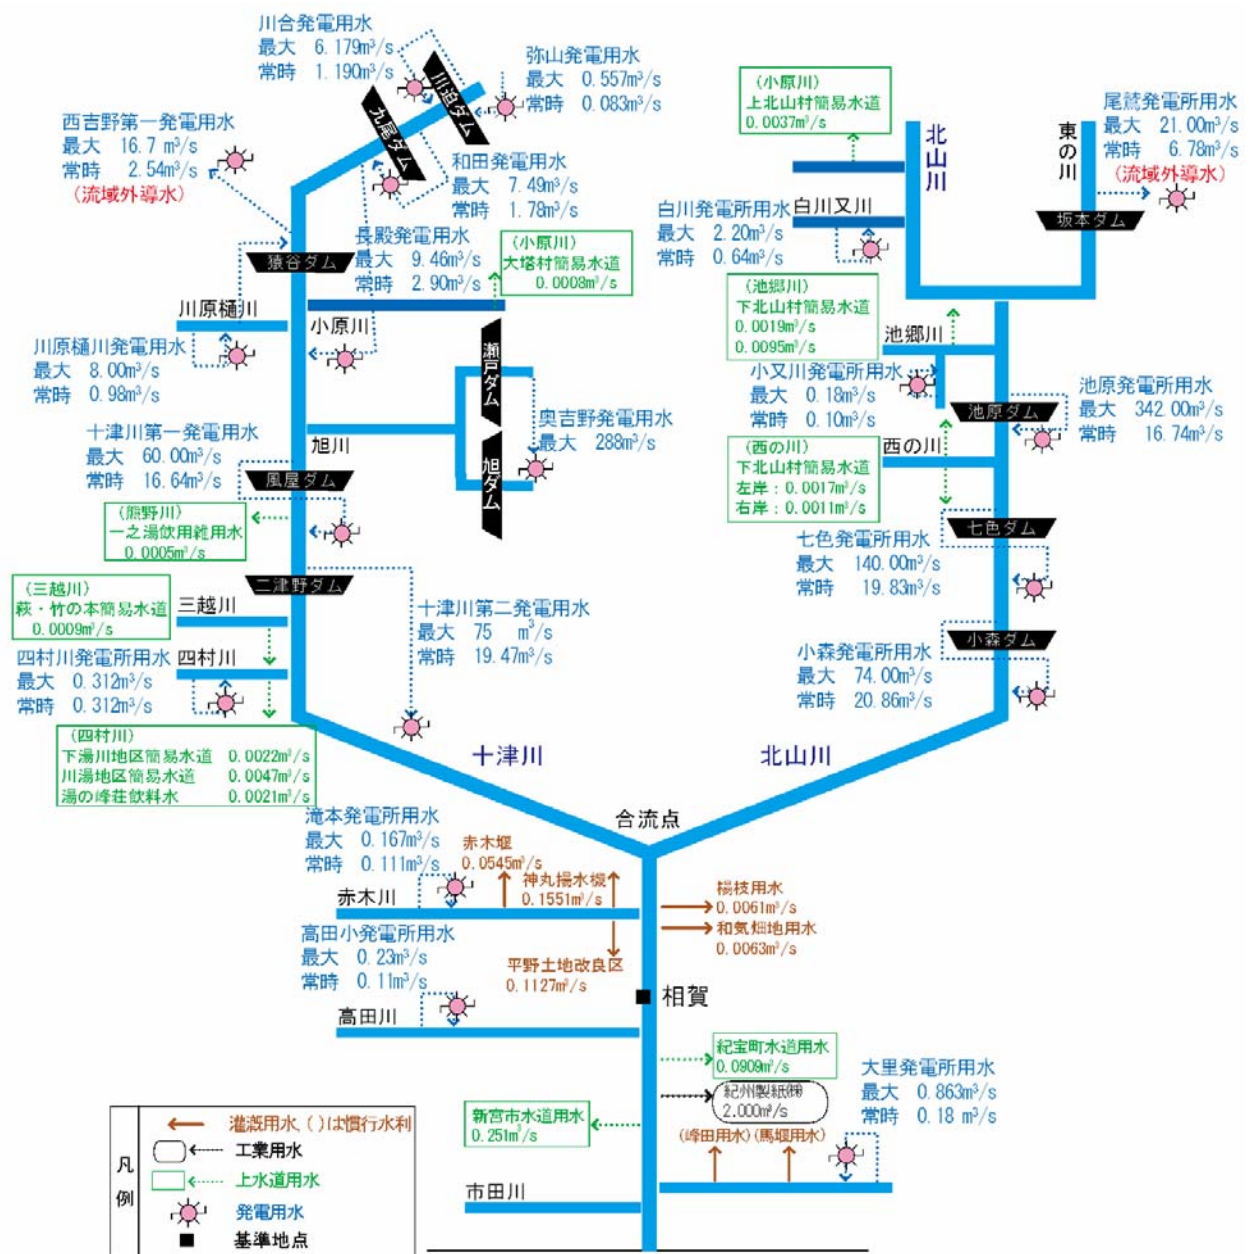 川合発電用水
最大 6.179m³/s
常時 1.190m³/s
弥山発電用水
最大 0.557m³/s
常時 0.083m³/s
川迫ダム
九尾ダム
西吉野第一発電用水
最大 16.7 m³/s
常時 2.54m³/s
(流域外導水)
和田発電用水
最大 7.49m³/s
常時 1.78m³/s
長殿発電用水
最大 9.46m³/s
常時 2.90m³/s
猿谷ダム
(小原川)
大塔村簡易水道
0.0008m³/s
川原樋川
小原川
川原樋川発電用水
最大 8.00m³/s
常時 0.98m³/s
瀬戸ダム
旭ダム
奥吉野発電用水
最大 288m³/s
旭川
十津川第一発電用水
最大 60.00m³/s
常時 16.64m³/s
風屋ダム
(熊野川)
一之湯飲用雑用水
0.0005m³/s
二津野ダム
(三越川)
萩・竹の本簡易水道
0.0009m³/s
三越川
十津川第二発電用水
最大 75 m³/s
常時 19.47m³/s
四村川発電所用水
最大 0.312m³/s
常時 0.312m³/s
四村川
(四村川)
下湯川地区簡易水道 0.0022m³/s
川湯地区簡易水道 0.0047m³/s
湯の峰荘飲料水 0.0021m³/s
十津川
(小原川)
上北山村簡易水道
0.0037m³/s
北山川
東の川
尾鷲発電所用水
最大 21.00m³/s
常時 6.78m³/s
(流域外導水)
坂本ダム
白川又川
白川発電所用水
最大 2.20m³/s
常時 0.64m³/s
(池郷川)
下北山村簡易水道
0.0019m³/s
0.0095m³/s
池郷川
小又川発電所用水
最大 0.18m³/s
常時 0.10m³/s
池原ダム
池原発電所用水
最大 342.00m³/s
常時 16.74m³/s
(西の川)
下北山村簡易水道
左岸：0.0017m³/s
右岸：0.0011m³/s
西の川
七色ダム
七色発電所用水
最大 140.00m³/s
常時 19.83m³/s
小森ダム
小森発電所用水
最大 74.00m³/s
常時 20.86m³/s
北山川
合流点
滝本発電所用水
最大 0.167m³/s
常時 0.111m³/s
赤木堰
0.0545m³/s
神丸揚水機
0.1551m³/s
赤木川
楊枝用水
0.0061m³/s
和気畑地用水
0.0063m³/s
高田小発電所用水
最大 0.23m³/s
常時 0.11m³/s
平野土地改良区
0.1127m³/s
相賀
高田川
紀宝町水道用水
0.0909m³/s
紀州製紙㈱
2.000m³/s
大里発電所用水
最大 0.863m³/s
常時 0.18 m³/s
新宮市水道用水
0.251m³/s
(峰田用水)(馬堰用水)
市田川
凡例
灌漑用水、( )は慣行水利
工業用水
上水道用水
発電用水
基準地点